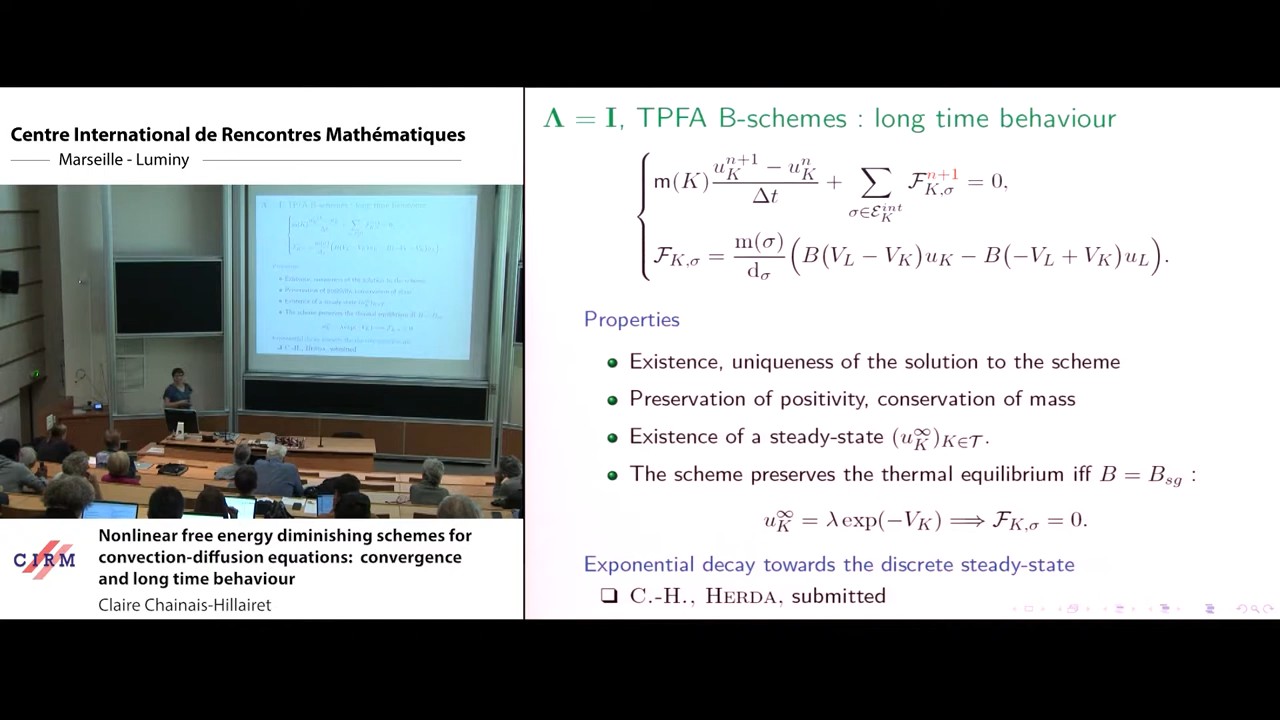 Centre International de Rencontres Mathématiques
Marseille - Luminy
CIRM
Nonlinear free energy diminishing schemes for
convection-diffusion equations: convergence
and long time behaviour
Claire Chainais-Hillairet
Λ = I, TPFA B-schemes : long time behaviour
m(K) (u_K^{n+1} − u_K^n)/Δt + ∑_{σ∈ℰ_K^{int}} ℱ_{K,σ}^{n+1} = 0,
ℱ_{K,σ} = m(σ)/d_σ (B(V_L − V_K)u_K − B(−V_L + V_K)u_L).
Properties
Existence, uniqueness of the solution to the scheme
Preservation of positivity, conservation of mass
Existence of a steady-state (u_K^∞)_{K∈𝒯}.
The scheme preserves the thermal equilibrium iff B = B_{sg} :
u_K^∞ = λ exp(−V_K) ⟹ ℱ_{K,σ} = 0.
Exponential decay towards the discrete steady-state
❑ C.-H., HERDA, submitted